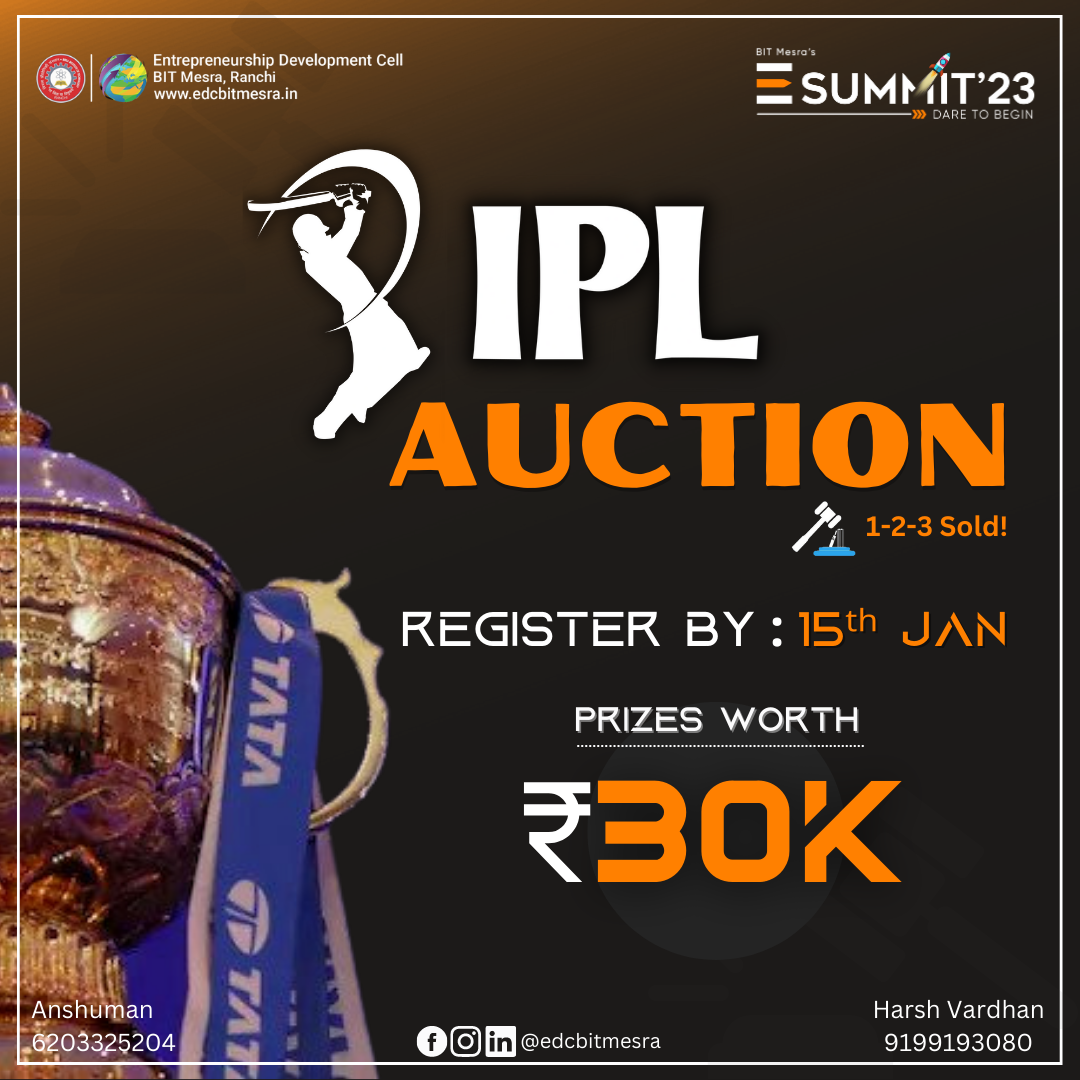 Entrepreneurship Development Cell
BIT Mesra, Ranchi
www.edcbitmesra.in
BIT Mesra's
E SUMMIT'23
DARE TO BEGIN
IPL
AUCTION
1-2-3 Sold!
REGISTER BY : 15th JAN
PRIZES WORTH
₹30K
TATA
TATA
Anshuman
6203325204
@edcbitmesra
Harsh Vardhan
9199193080